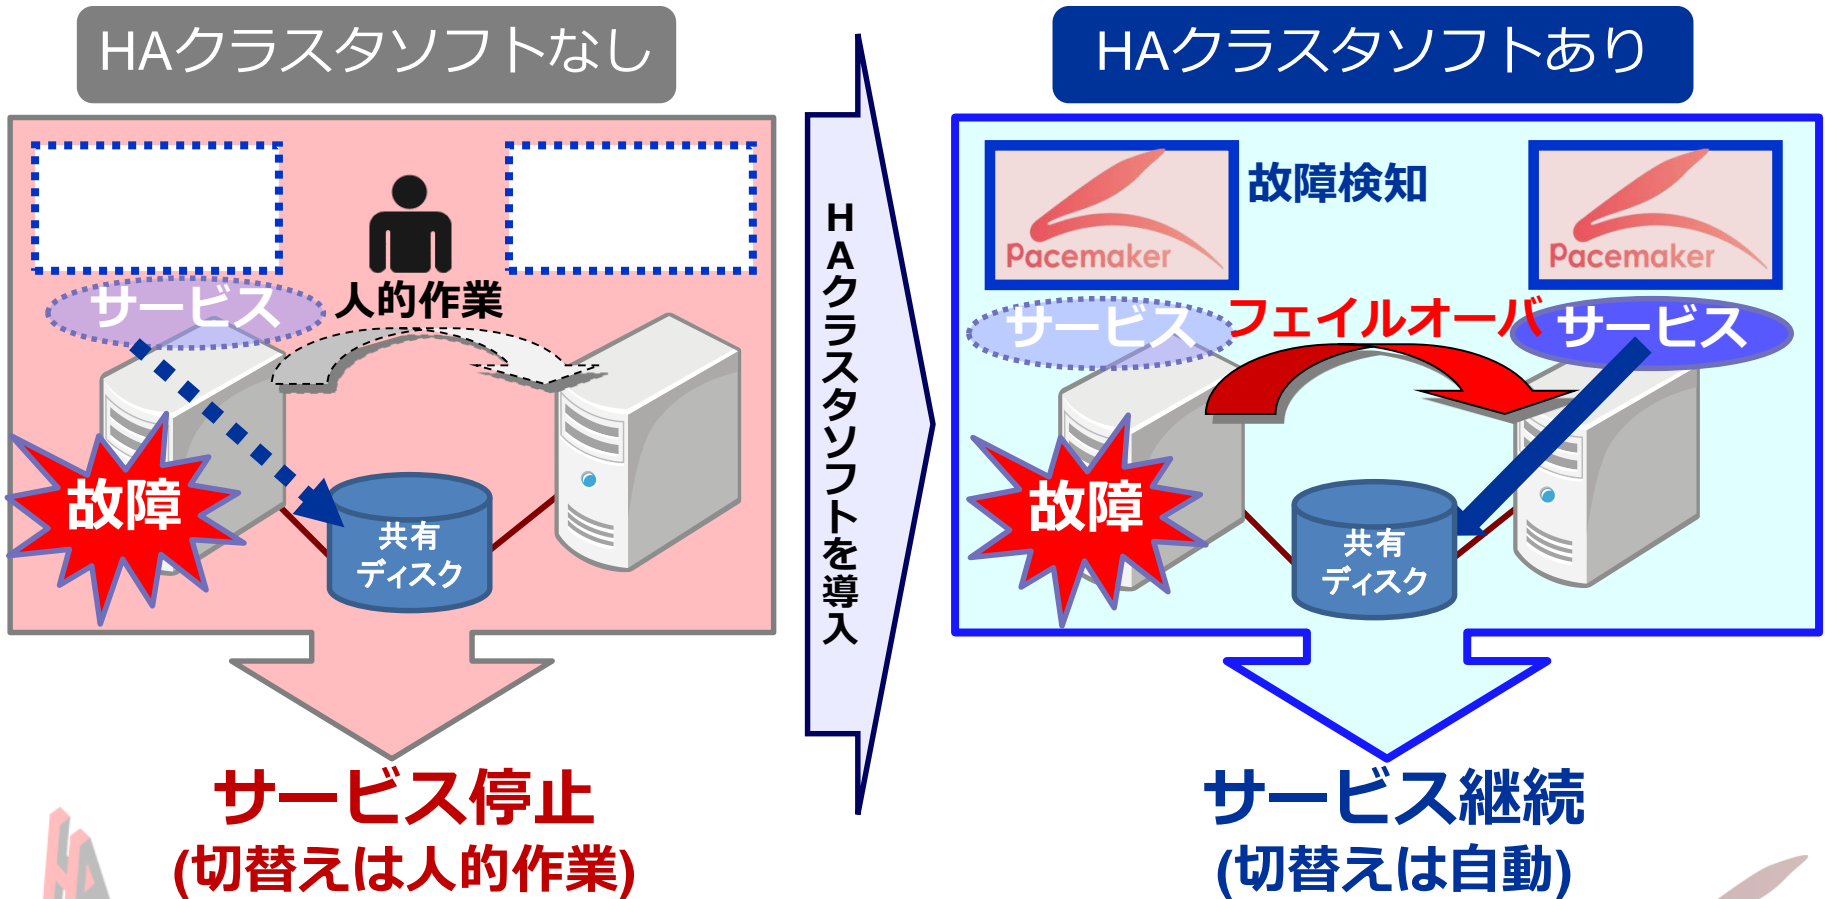 HAクラスタソフトなし
人的作業
サービス
故障
共有
ディスク
サービス停止
(切替えは人的作業)
HAクラスタソフトを導入
HAクラスタソフトあり
Pacemaker
故障検知
Pacemaker
サービス
フェイルオーバ
サービス
故障
共有
ディスク
サービス継続
(切替えは自動)
HA